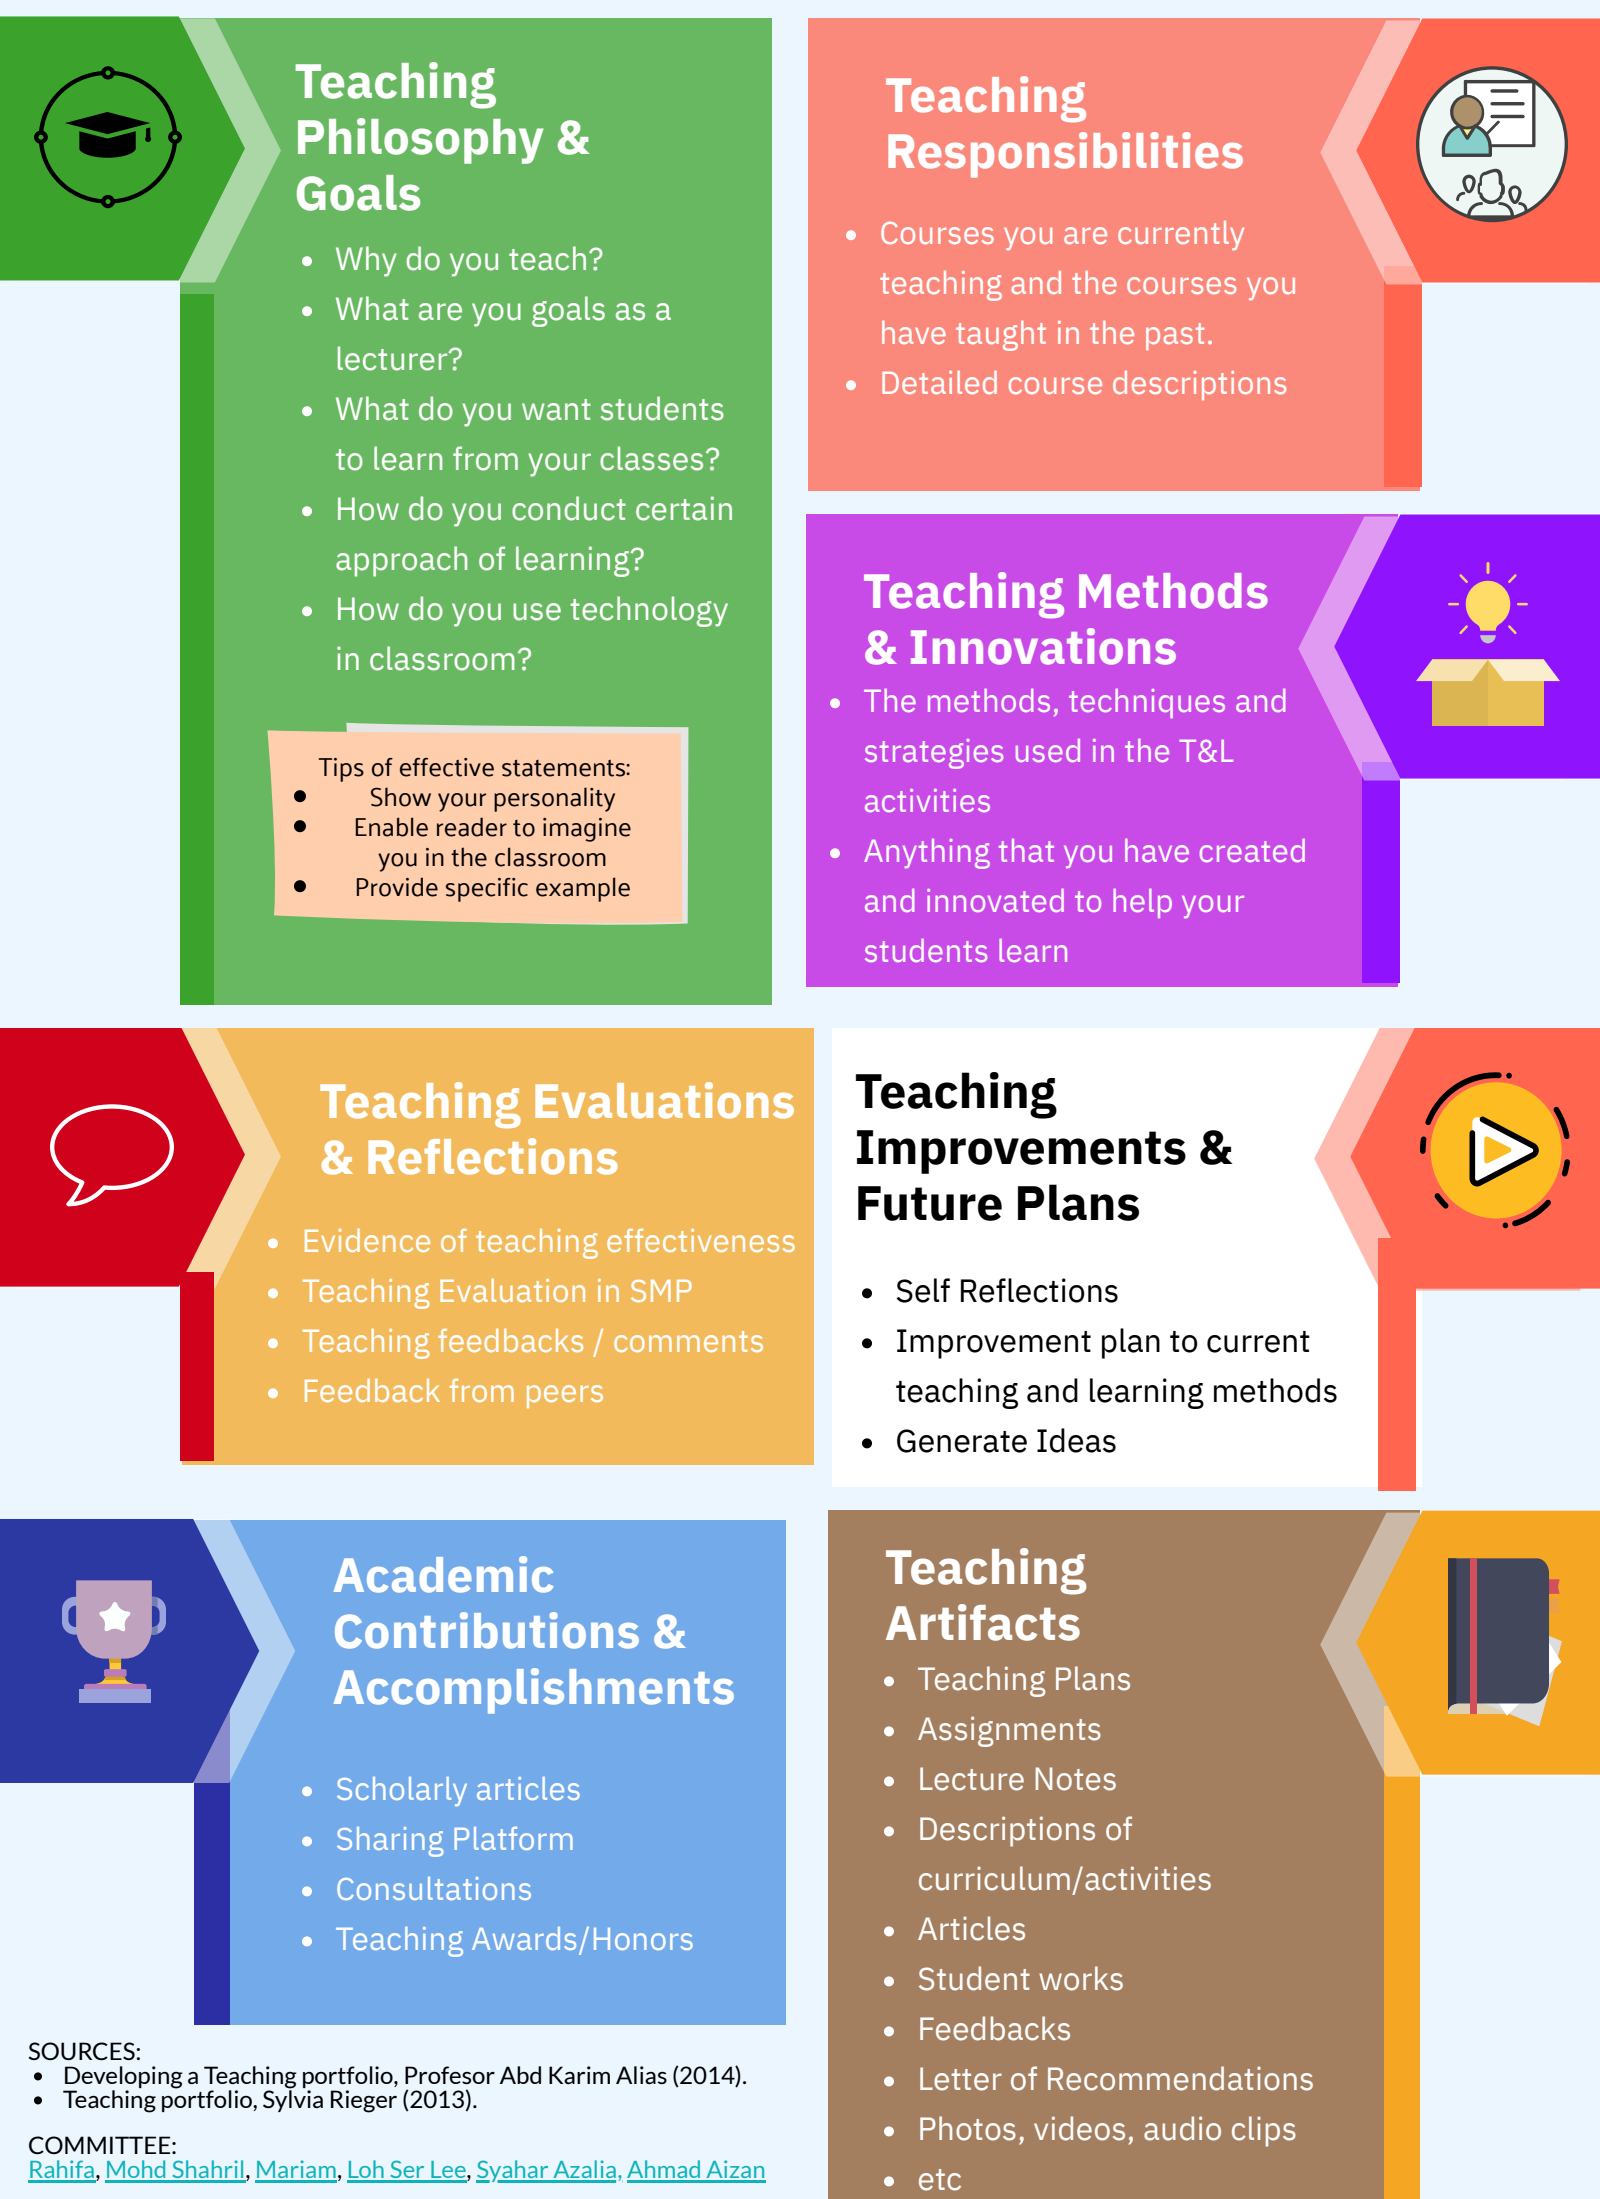 Teaching
Philosophy &
Goals
• Why do you teach?
• What are you goals as a
lecturer?
• What do you want students
to learn from your classes?
• How do you conduct certain
approach of learning?
• How do you use technology
in classroom?
Tips of effective statements:
• Show your personality
• Enable reader to imagine
you in the classroom
• Provide specific example
Teaching
Responsibilities
• Courses you are currently
teaching and the courses you
have taught in the past.
• Detailed course descriptions
Teaching Methods
& Innovations
• The methods, techniques and
strategies used in the T&L
activities
• Anything that you have created
and innovated to help your
students learn
Teaching Evaluations
& Reflections
• Evidence of teaching effectiveness
• Teaching Evaluation in SMP
• Teaching feedbacks / comments
• Feedback from peers
Teaching
Improvements &
Future Plans
• Self Reflections
• Improvement plan to current
teaching and learning methods
• Generate Ideas
Academic
Contributions &
Accomplishments
• Scholarly articles
• Sharing Platform
• Consultations
• Teaching Awards/Honors
Teaching
Artifacts
• Teaching Plans
• Assignments
• Lecture Notes
• Descriptions of
curriculum/activities
• Articles
• Student works
• Feedbacks
• Letter of Recommendations
• Photos, videos, audio clips
• etc
SOURCES:
• Developing a Teaching portfolio, Profesor Abd Karim Alias (2014).
• Teaching portfolio, Sylvia Rieger (2013).
COMMITTEE:
Rahifa, Mohd Shahril, Mariam, Loh Ser Lee, Syahar Azalia, Ahmad Aizan